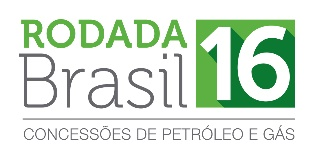 RODADA
Brasil 16
CONCESSÕES DE PETRÓLEO E GÁS